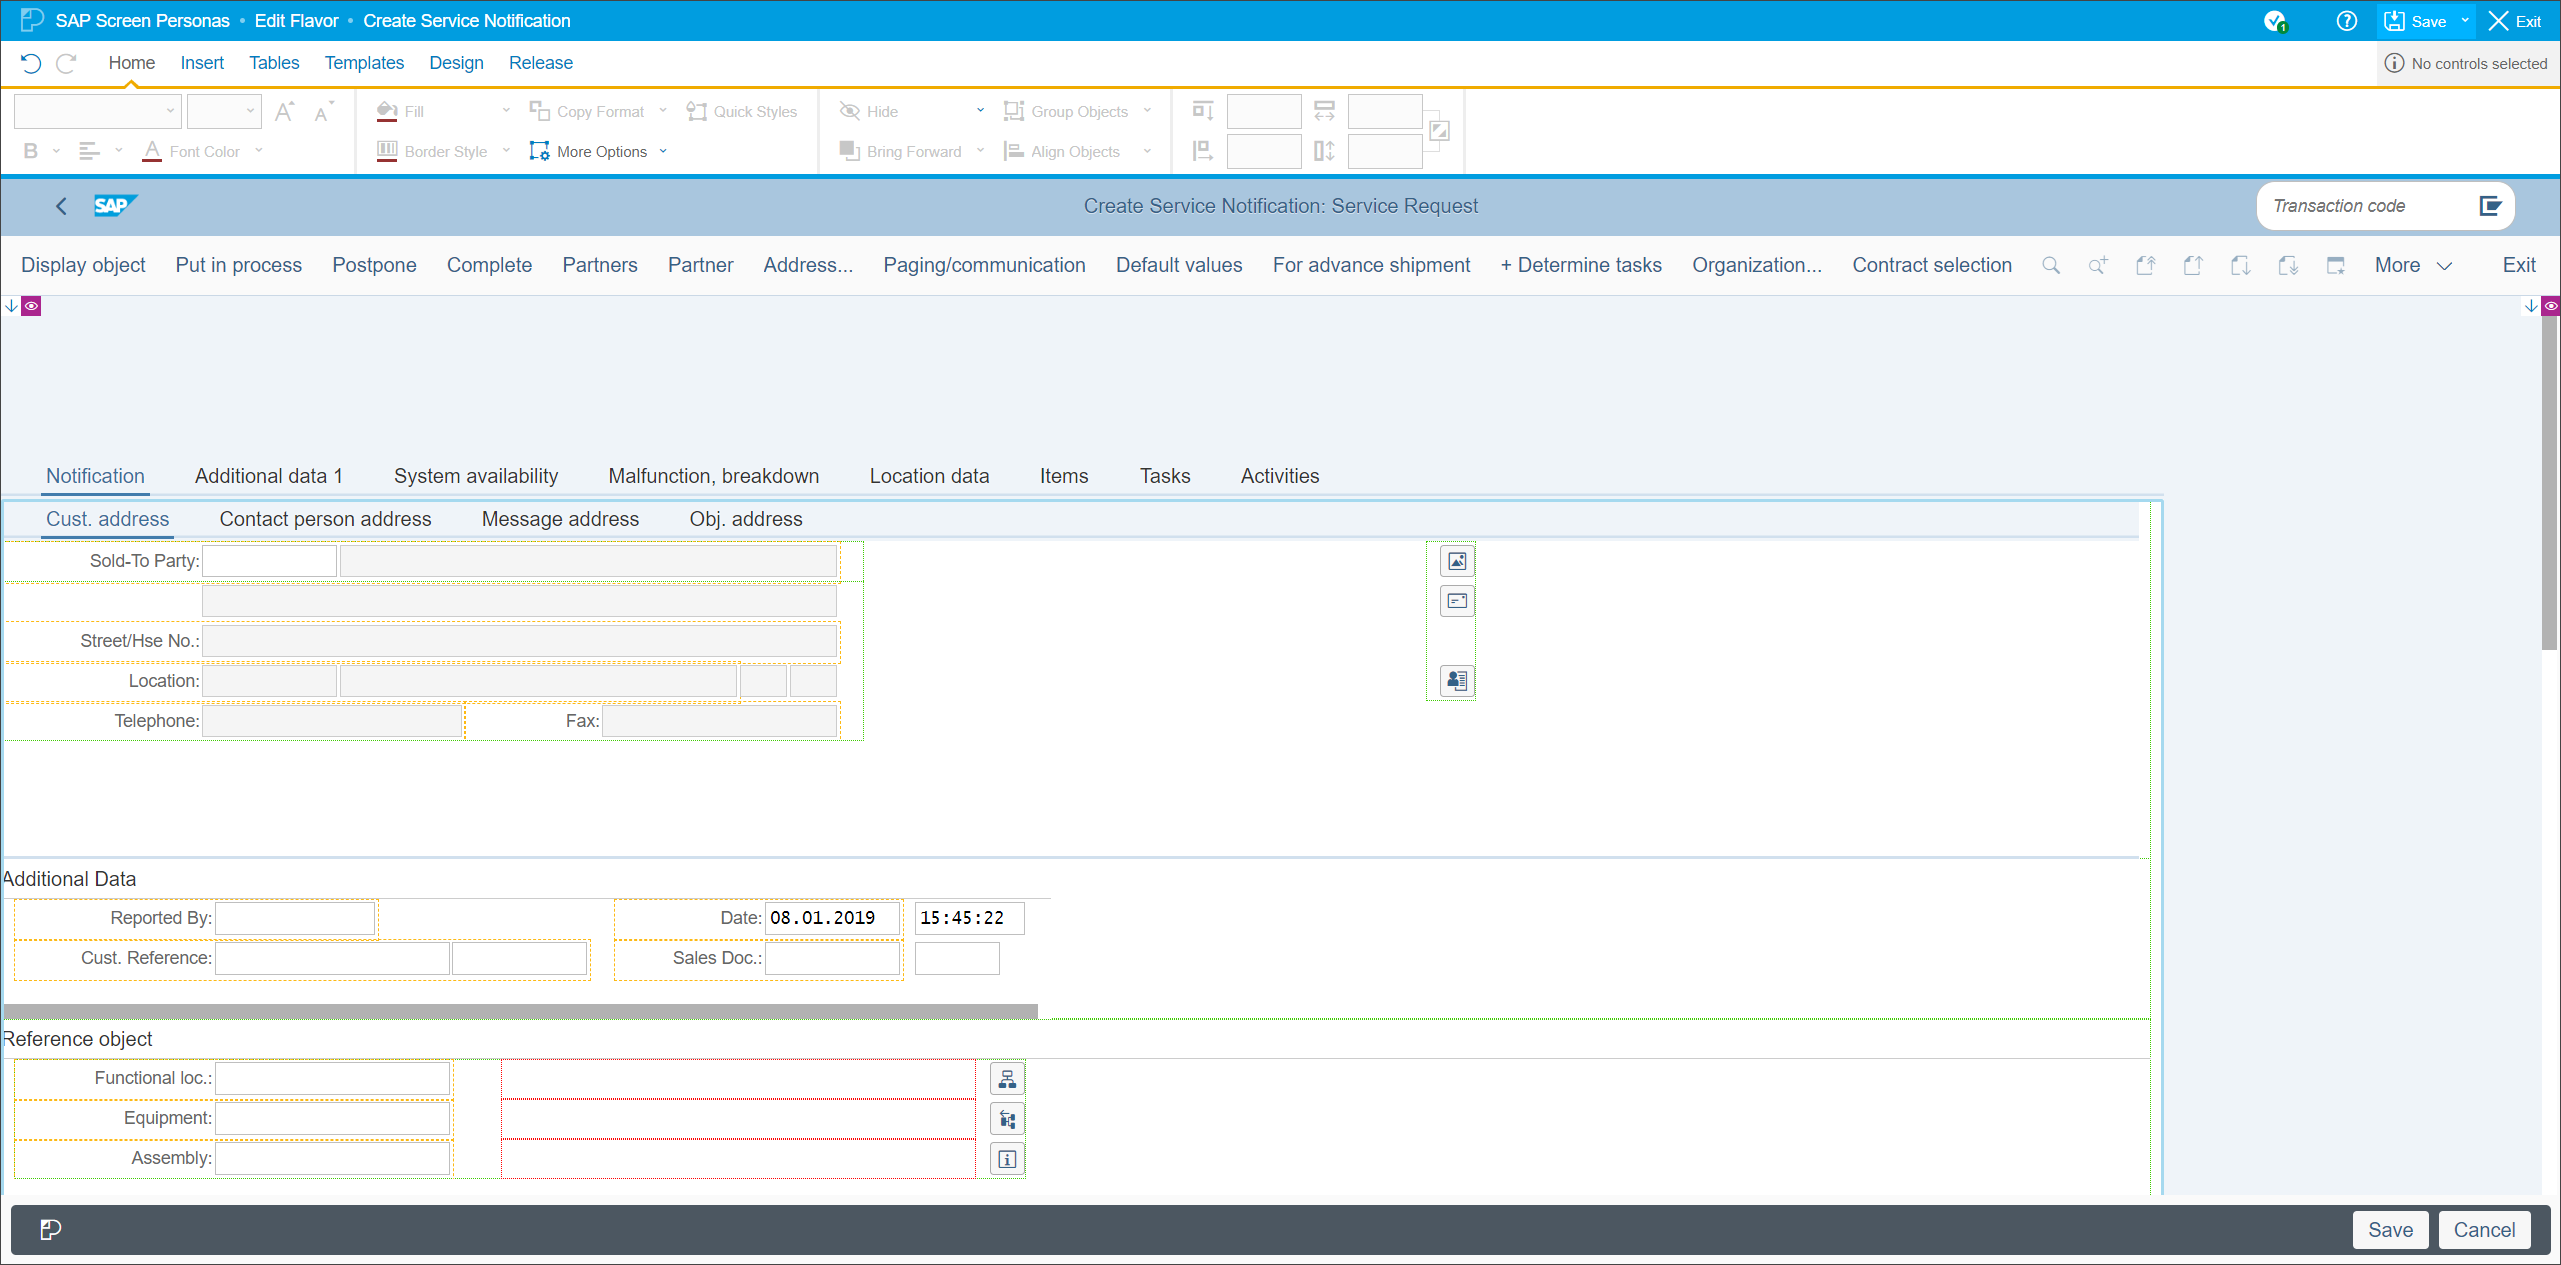 SAP Screen Personas • Edit Flavor • Create Service Notification
1 Save Exit
Home Insert Tables Templates Design Release
No controls selected
Fill Copy Format Quick Styles Hide Group Objects
B Font Color Border Style More Options Bring Forward Align Objects
SAP Create Service Notification: Service Request Transaction code
Display object Put in process Postpone Complete Partners Partner Address... Paging/communication Default values For advance shipment + Determine tasks Organization... Contract selection More Exit
Notification Additional data 1 System availability Malfunction, breakdown Location data Items Tasks Activities
Cust. address Contact person address Message address Obj. address
Sold-To Party:
Street/Hse No.:
Location:
Telephone: Fax:
Additional Data
Reported By: Date: 08.01.2019 15:45:22
Cust. Reference: Sales Doc.:
Reference object
Functional loc.:
Equipment:
Assembly:
Save Cancel